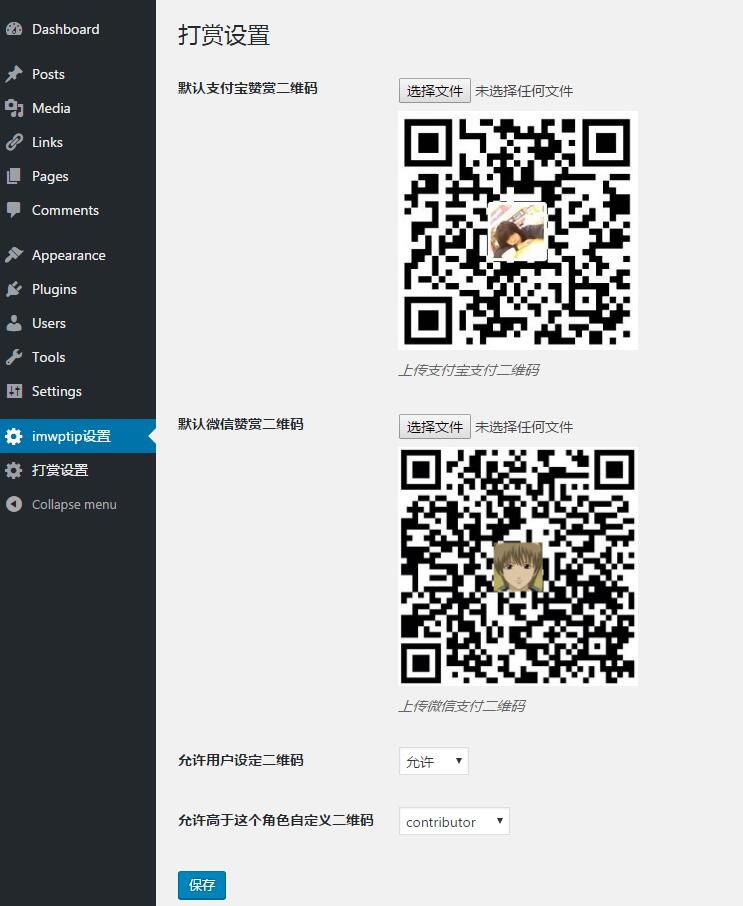 Dashboard
Posts
Media
Links
Pages
Comments
Appearance
Plugins
Users
Tools
Settings
imwptip设置
打赏设置
Collapse menu
打赏设置
默认支付宝赞赏二维码
选择文件 未选择任何文件
上传支付宝支付二维码
默认微信赞赏二维码
选择文件 未选择任何文件
上传微信支付二维码
允许用户设定二维码
允许
允许高于这个角色自定义二维码
contributor
保存